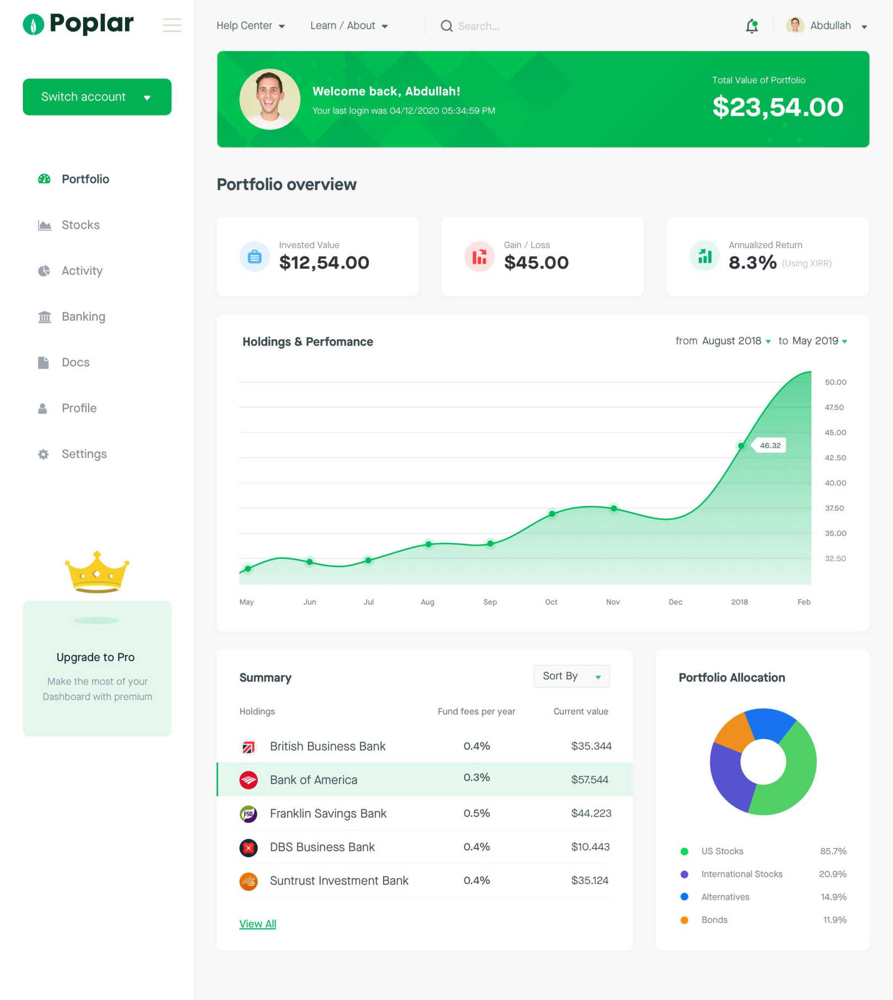 Poplar
Help Center
Learn / About
Search...
Abdullah
Switch account
Portfolio
Stocks
Activity
Banking
Docs
Profile
Settings
Upgrade to Pro
Make the most of your
Dashboard with premium
Welcome back, Abdullah!
Your last login was 04/12/2020 05:34:59 PM
Total Value of Portfolio
$23,54.00
Portfolio overview
Invested Value
$12,54.00
Gain / Loss
$45.00
Annualized Return
8.3% (Using XIRR)
Holdings & Perfomance
from August 2018 to May 2019
50.00
47.50
45.00
46.32
42.50
40.00
37.50
35.00
32.50
May Jun Jul Aug Sep Oct Nov Dec 2018 Feb
Summary
Sort By
Holdings Fund fees per year Current value
British Business Bank 0.4% $35.344
Bank of America 0.3% $57.544
FSB Franklin Savings Bank 0.5% $44.223
DBS Business Bank 0.4% $10.443
Suntrust Investment Bank 0.4% $35.124
View All
Portfolio Allocation
US Stocks 85.7%
International Stocks 20.9%
Alternatives 14.9%
Bonds 11.9%